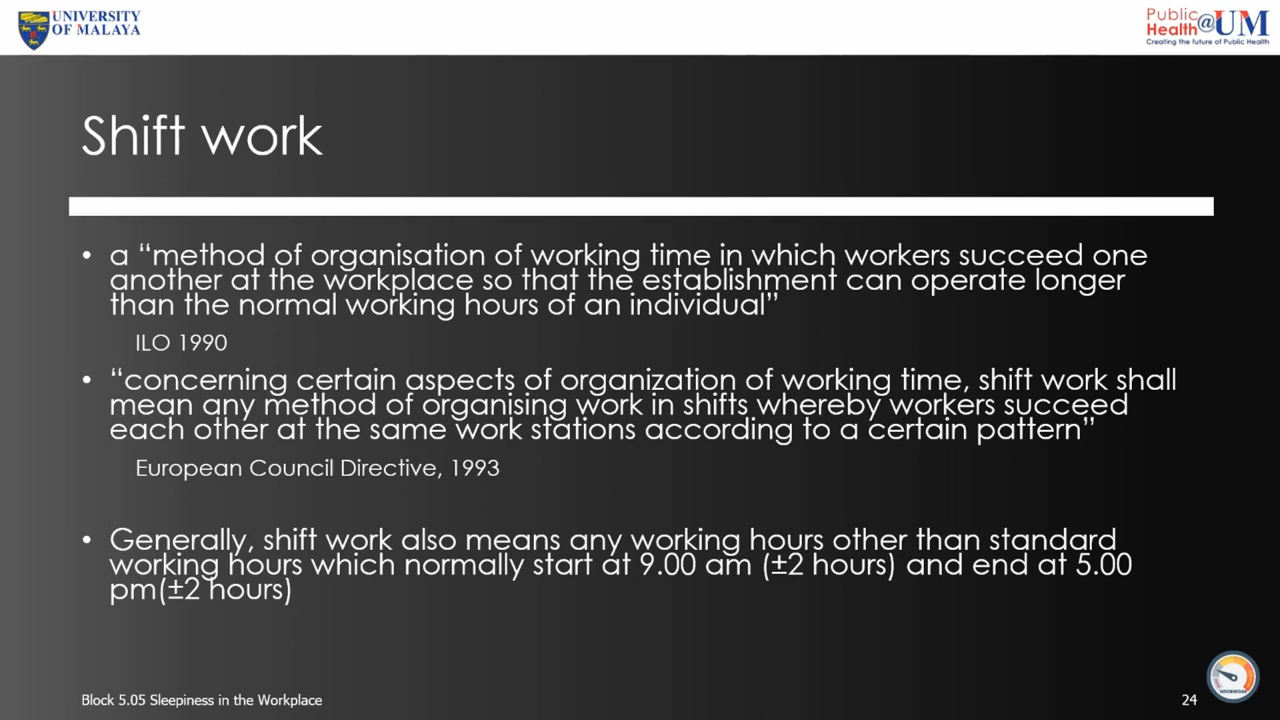 UNIVERSITY
OF MALAYA
Public
Health@UM
Creating the future of Public Health
Shift work
• a “method of organisation of working time in which workers succeed one
another at the workplace so that the establishment can operate longer
than the normal working hours of an individual”
ILO 1990
• “concerning certain aspects of organization of working time, shift work shall
mean any method of organising work in shifts whereby workers succeed
each other at the same work stations according to a certain pattern”
European Council Directive, 1993
• Generally, shift work also means any working hours other than standard
working hours which normally start at 9.00 am (±2 hours) and end at 5.00
pm(±2 hours)
Block 5.05 Sleepiness in the Workplace
24